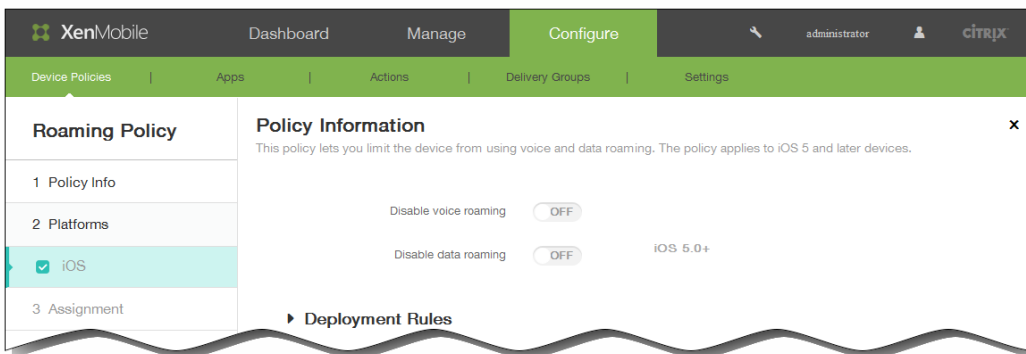 XenMobile Dashboard Manage Configure administrator CİTRIX
Device Policies | Apps | Actions | Delivery Groups | Settings
Roaming Policy
1 Policy Info
2 Platforms
iOS
3 Assignment
Policy Information
This policy lets you limit the device from using voice and data roaming. The policy applies to iOS 5 and later devices.
Disable voice roaming OFF
Disable data roaming OFF iOS 5.0+
Deployment Rules